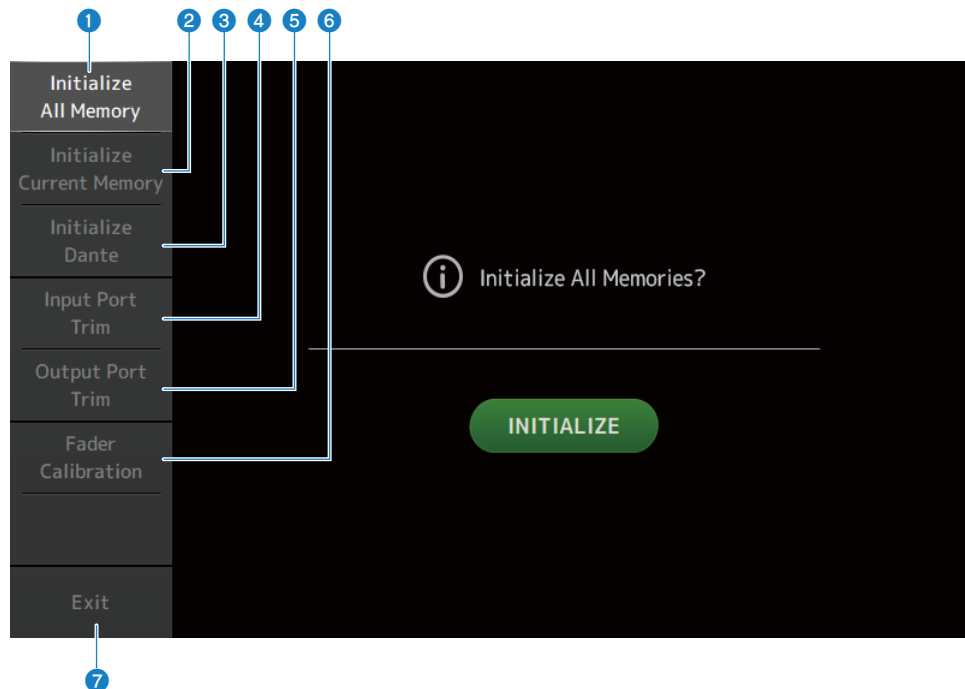 1 2 3 4 5 6
Initialize
All Memory
Initialize
Current Memory
Initialize
Dante
Input Port
Trim
Output Port
Trim
Fader
Calibration
Exit
i Initialize All Memories?
INITIALIZE
7